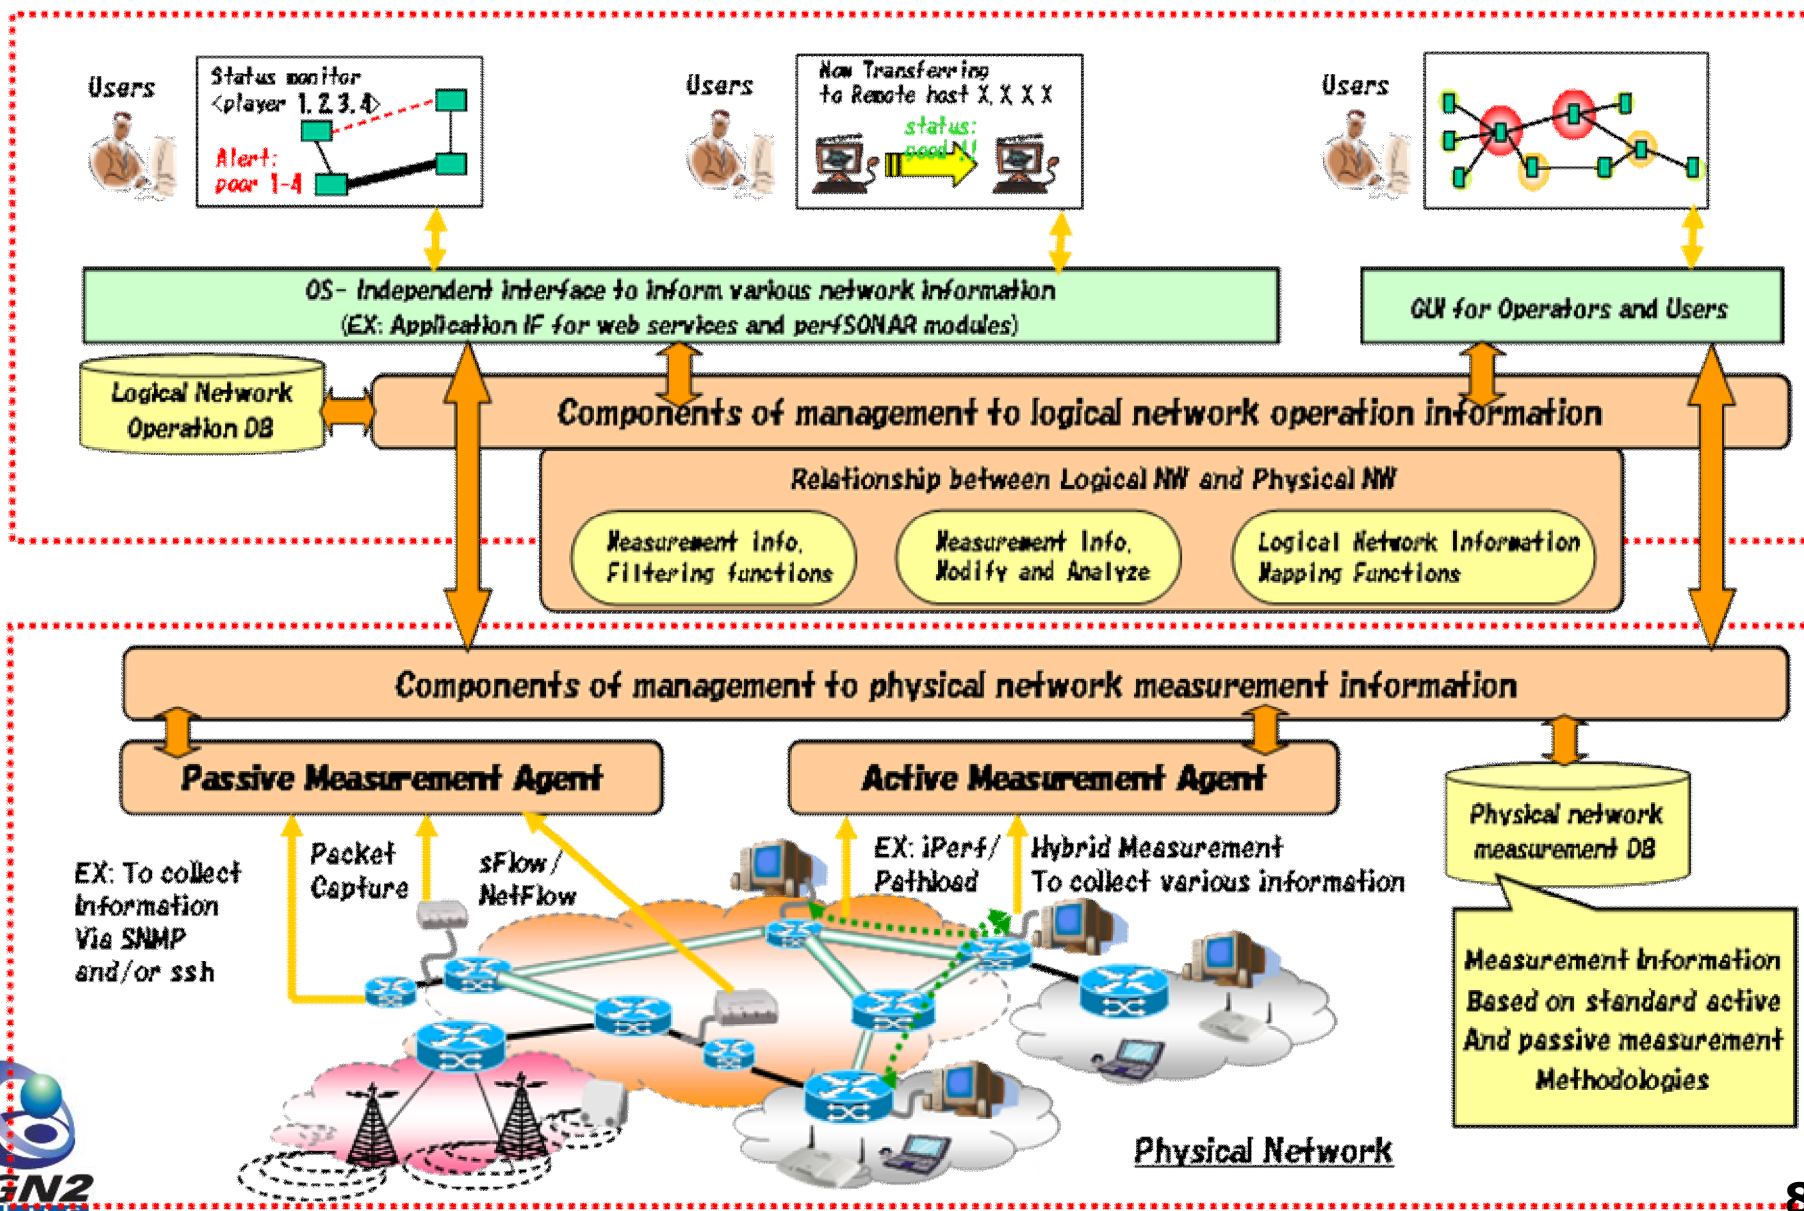 Users
Status monitor
<player 1.2.3.4>
Alert:
poor 1-4
Users
Now Transferring
to Remote host X. X X X
status:
good !!
Users
OS- Independent interface to inform various network information
(EX: Application IF for web services and perfSONAR modules)
GUI for Operators and Users
Logical Network
Operation DB
Components of management to logical network operation information
Relationship between Logical NW and Physical NW
Measurement info.
Filtering functions
Measurement Info.
Modify and Analyze
Logical Network Information
Mapping Functions
Components of management to physical network measurement information
Passive Measurement Agent
Active Measurement Agent
Physical network
measurement DB
EX: To collect
Information
Via SNMP
and/or ssh
Packet
Capture
sFlow/
NetFlow
EX: iPerf/
Pathload
Hybrid Measurement
To collect various information
Measurement Information
Based on standard active
And passive measurement
Methodologies
Physical Network
GN2
8